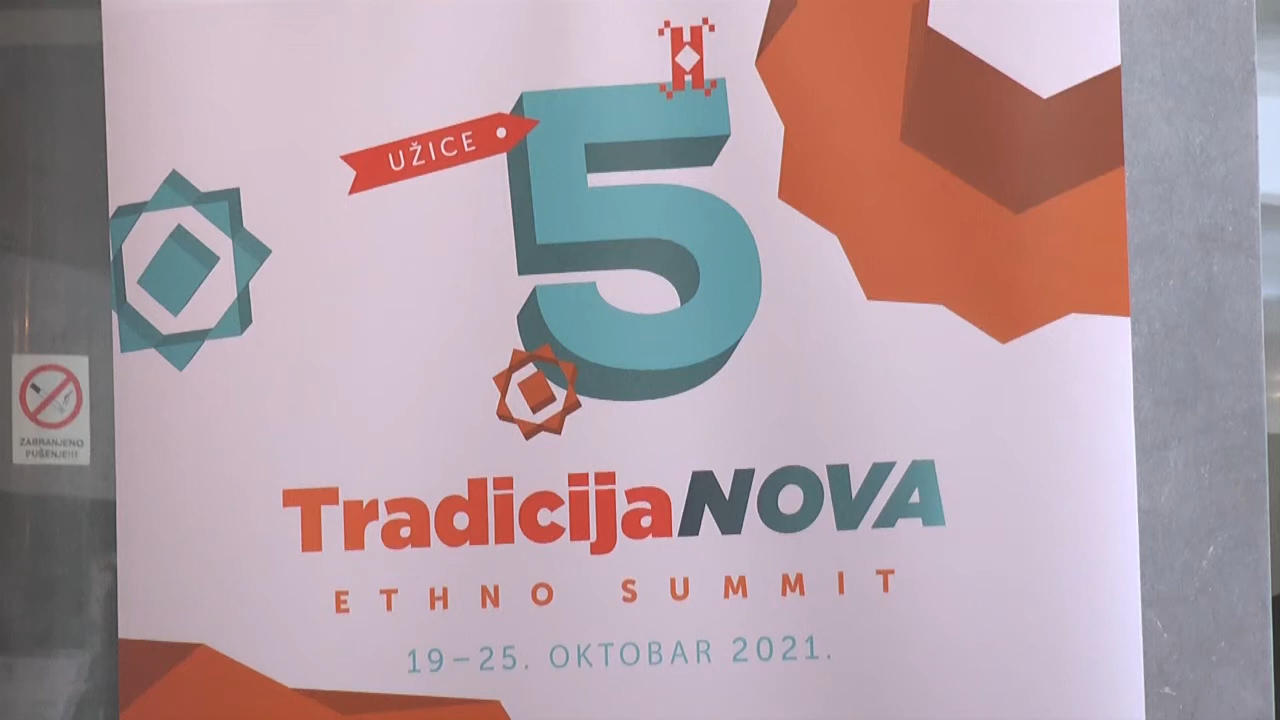 UŽICE
5
TradicijaNOVA
ETHNO SUMMIT
19-25. OKTOBAR 2021.
ZABRANJENO
PUŠENJE!!!